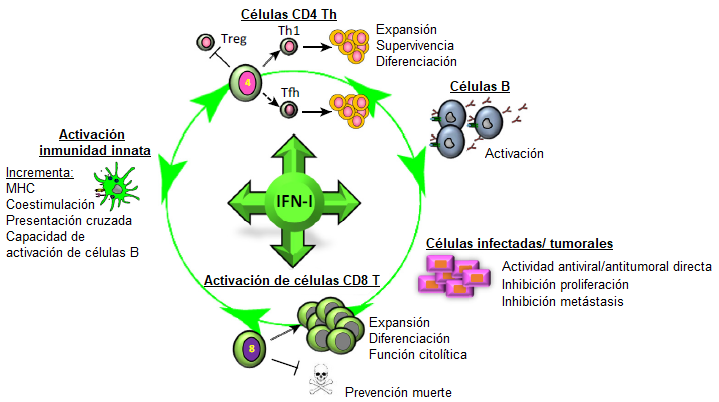 Células CD4 Th
Treg
Th1
4
Tfh
Expansión
Supervivencia
Diferenciación
Células B
Activación
Activación
inmunidad innata
Incrementa:
MHC
Coestimulación
Presentación cruzada
Capacidad de
activación de células B
IFN-I
Células infectadas/ tumorales
Actividad antiviral/antitumoral directa
Inhibición proliferación
Inhibición metástasis
Activación de células CD8 T
8
Expansión
Diferenciación
Función citolítica
Prevención muerte